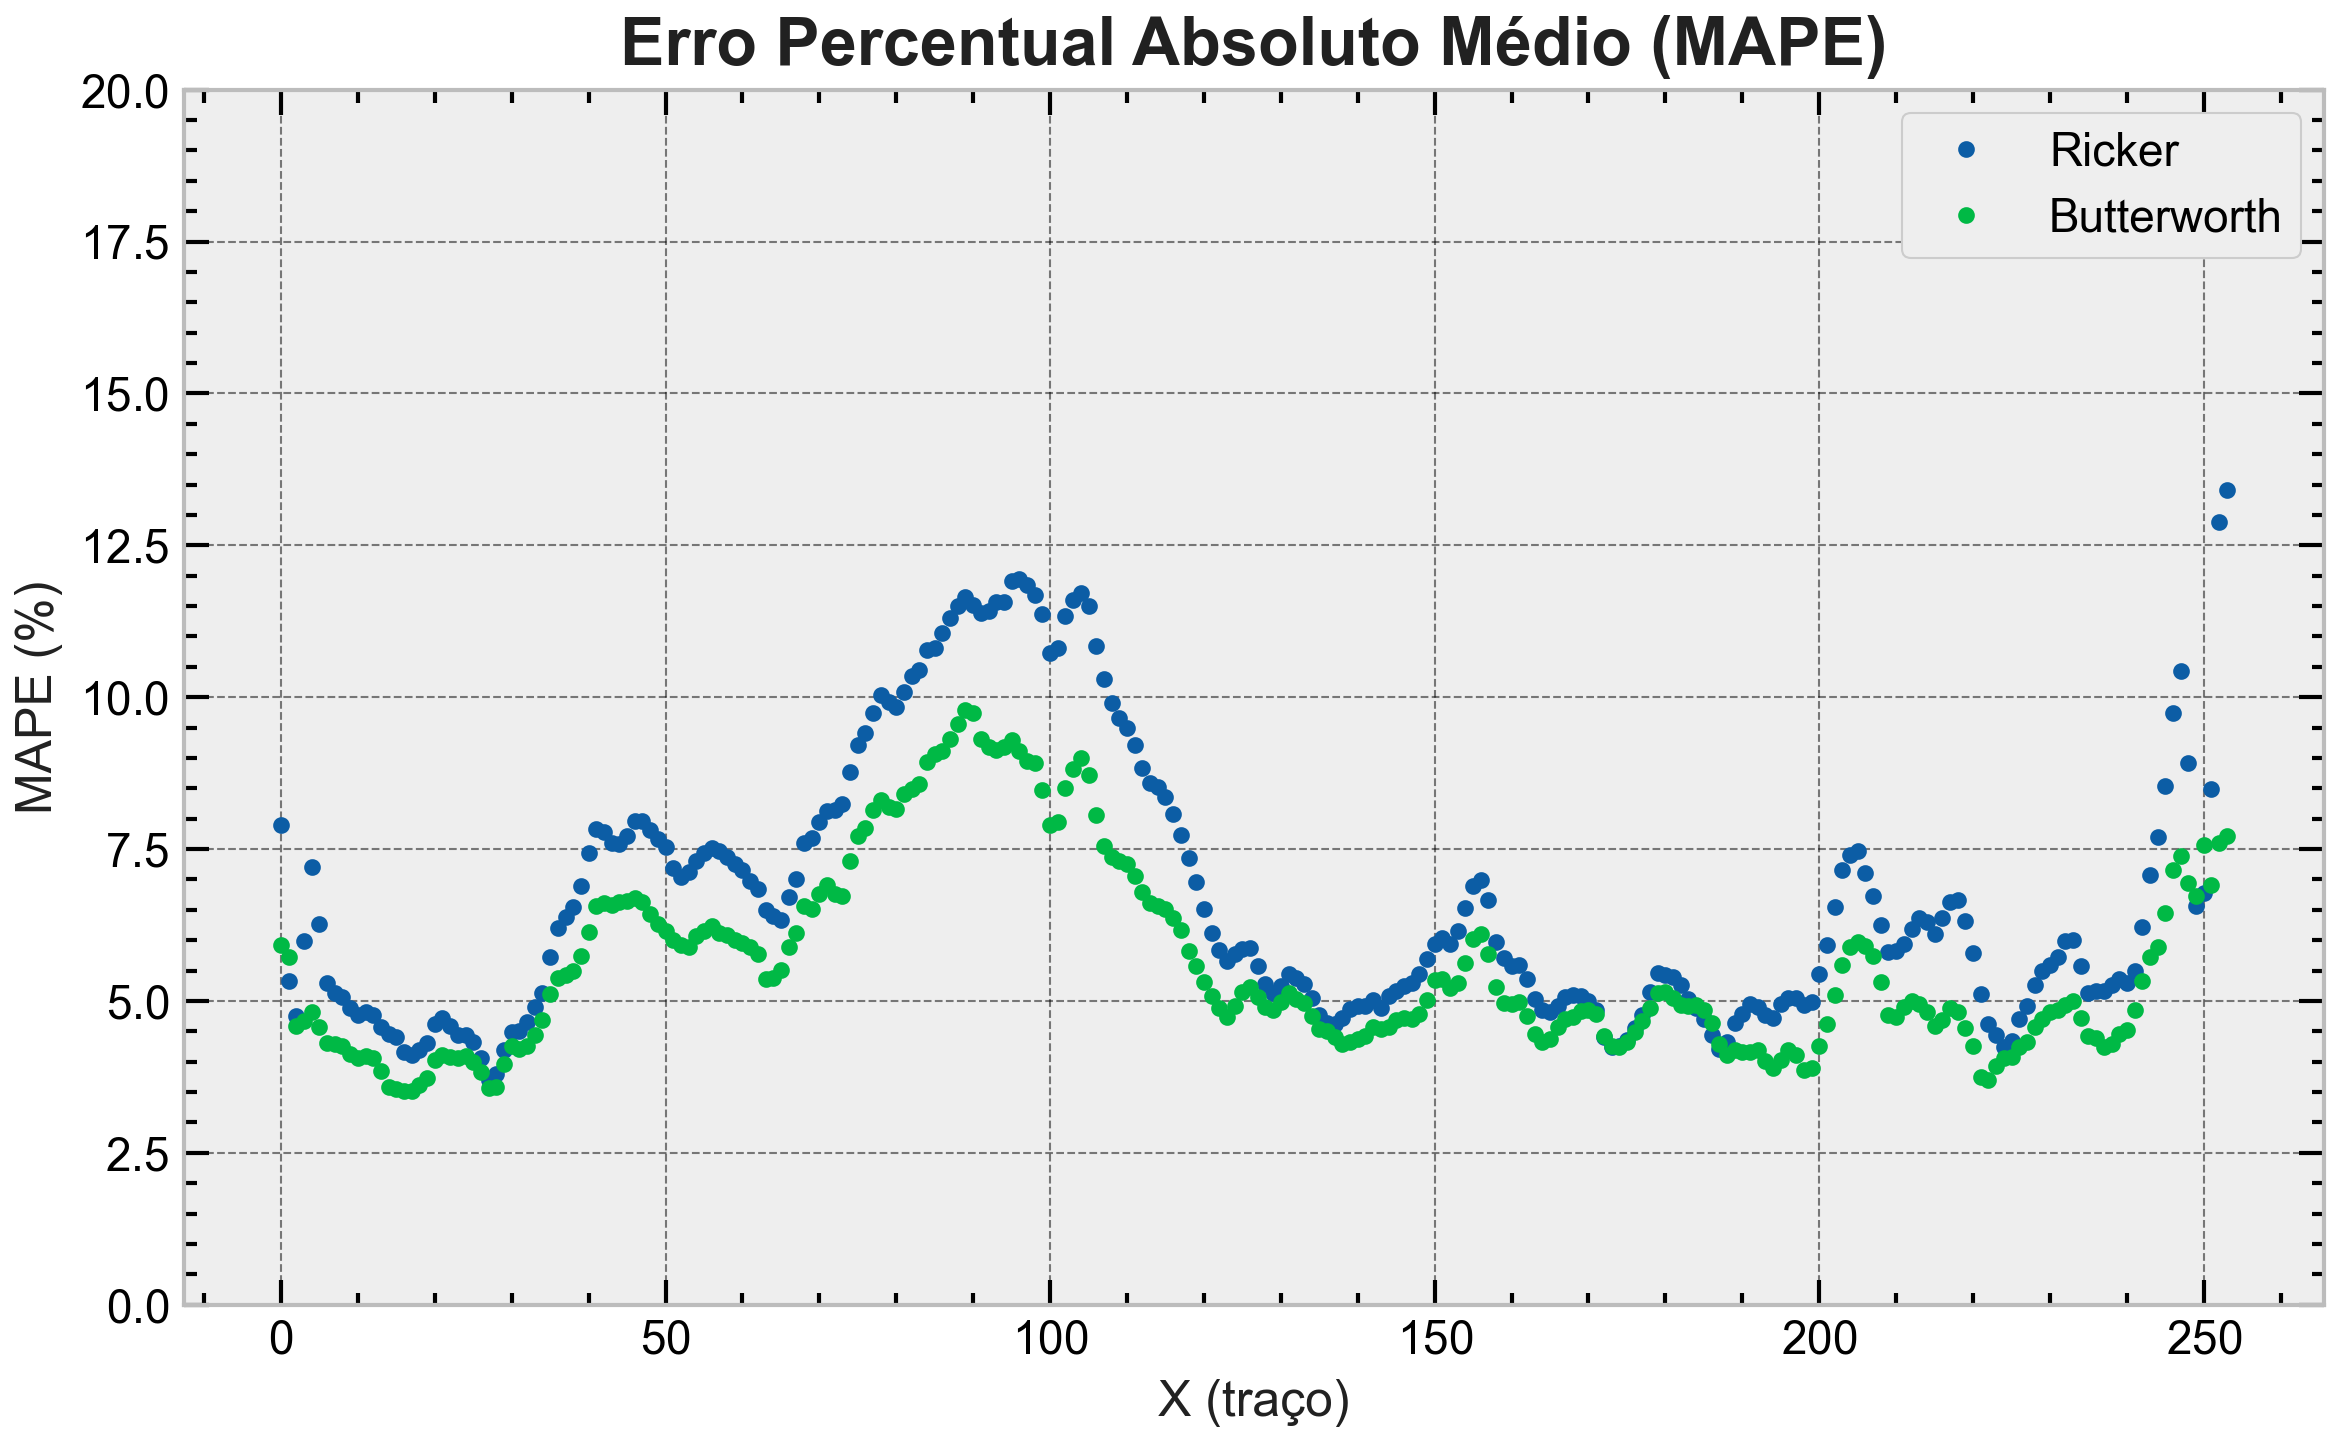 Erro Percentual Absoluto Médio (MAPE)
20.0
17.5
15.0
12.5
10.0
7.5
5.0
2.5
0.0
MAPE (%)
Ricker
Butterworth
0 50 100 150 200 250
X (traço)